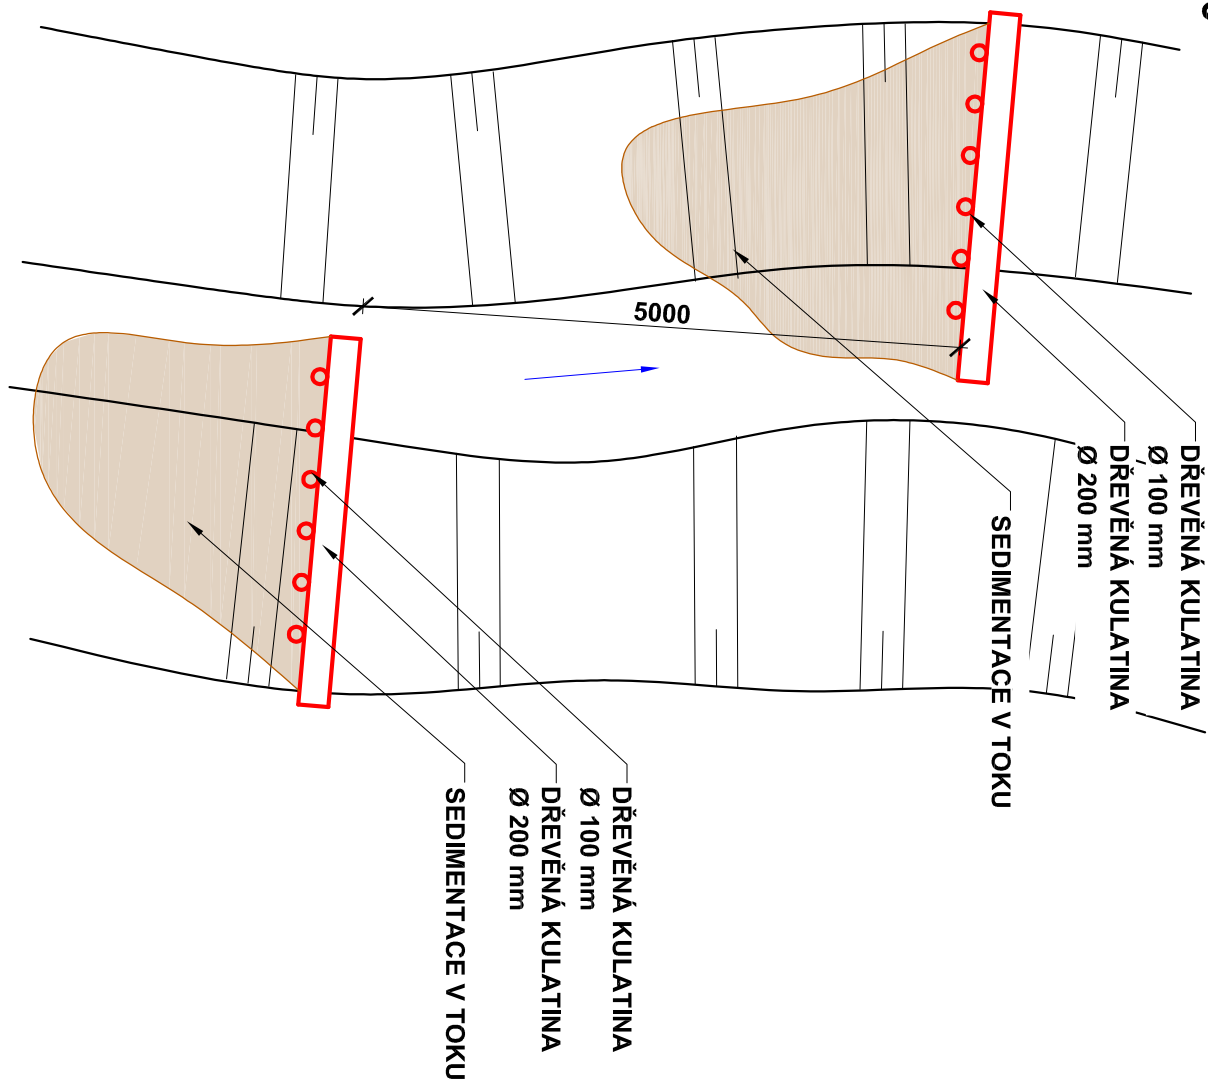 5000
DŘEVĚNÁ KULATINA
Ø 100 mm
DŘEVĚNÁ KULATINA
Ø 200 mm
SEDIMENTACE V TOKU
DŘEVĚNÁ KULATINA
Ø 100 mm
DŘEVĚNÁ KULATINA
Ø 200 mm
SEDIMENTACE V TOKU